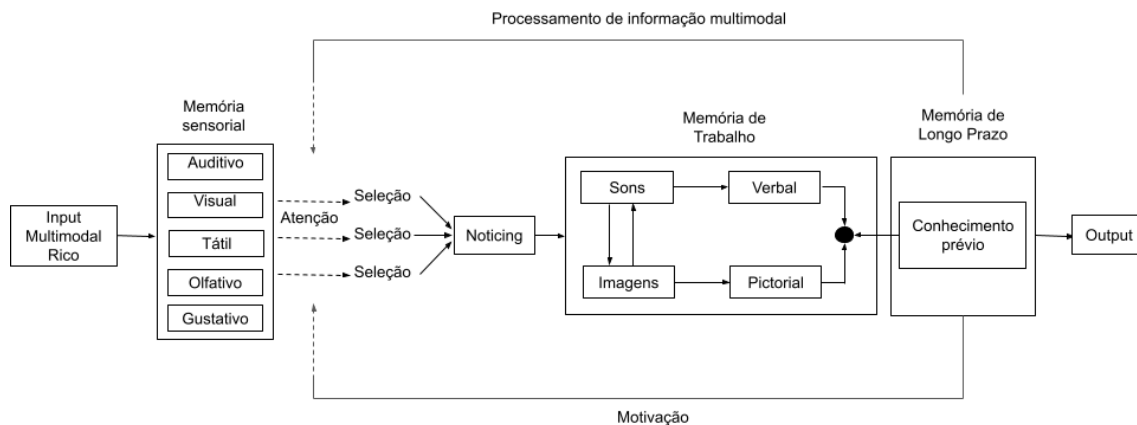 Processamento de informação multimodal
Memória
sensorial
Auditivo
Visual
Tátil
Olfativo
Gustativo
Input
Multimodal
Rico
Atenção
Seleção
Seleção
Seleção
Noticing
Memória de
Trabalho
Sons
Verbal
Imagens
Pictorial
Memória de
Longo Prazo
Conhecimento
prévio
Output
Motivação